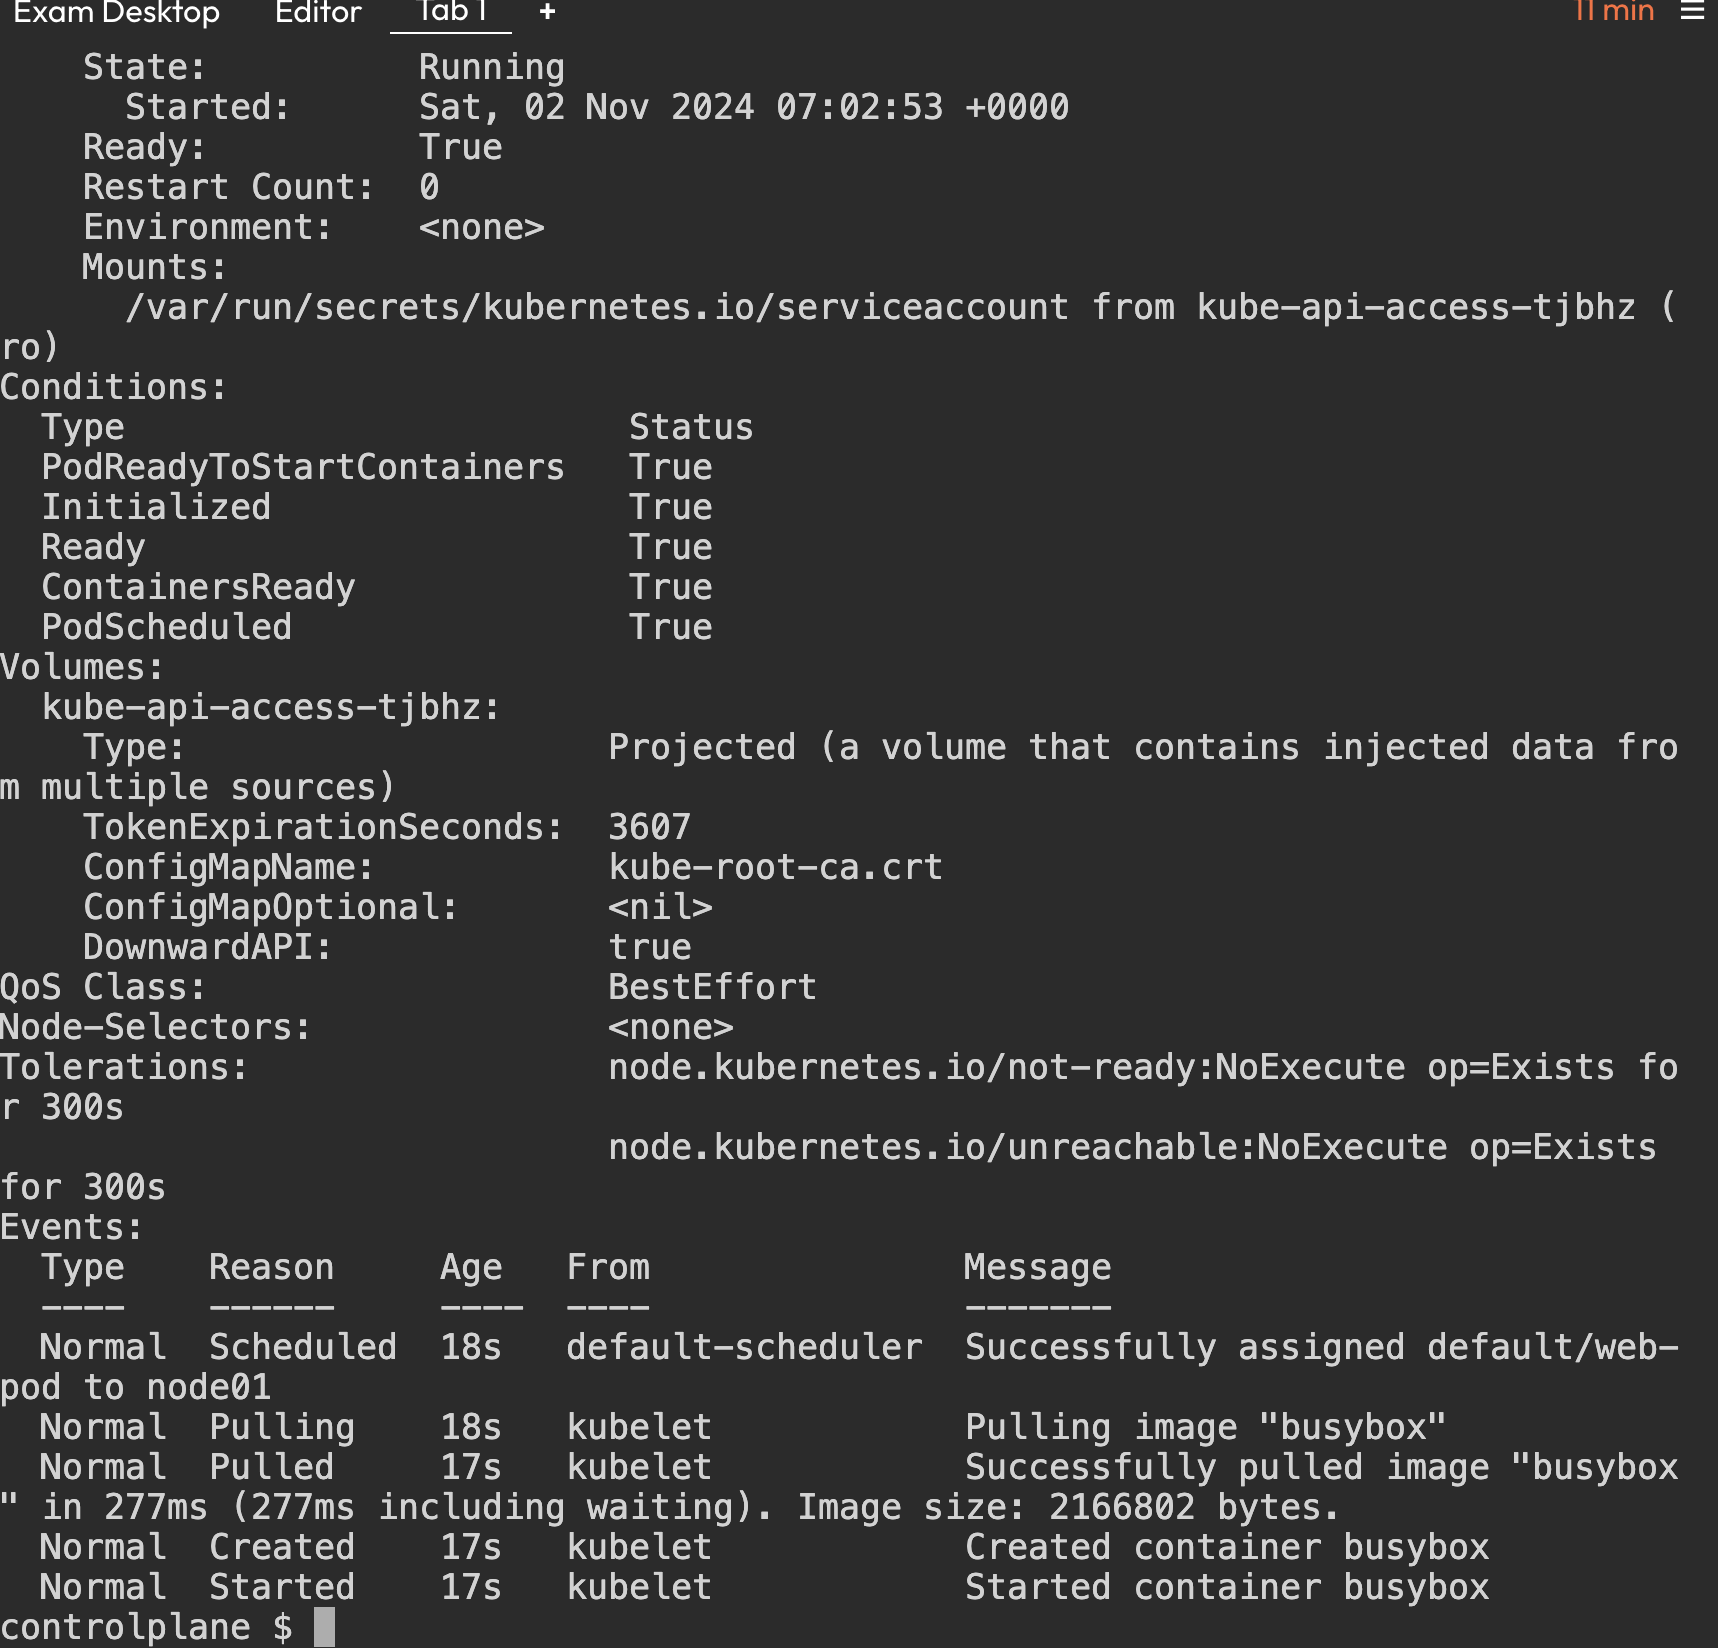 Exam Desktop Editor Tab 1 + 11 min
State: Running
Started: Sat, 02 Nov 2024 07:02:53 +0000
Ready: True
Restart Count: 0
Environment: <none>
Mounts:
/var/run/secrets/kubernetes.io/serviceaccount from kube-api-access-tjbhz (
ro)
Conditions:
Type Status
PodReadyToStartContainers True
Initialized True
Ready True
ContainersReady True
PodScheduled True
Volumes:
kube-api-access-tjbhz:
Type: Projected (a volume that contains injected data fro
m multiple sources)
TokenExpirationSeconds: 3607
ConfigMapName: kube-root-ca.crt
ConfigMapOptional: <nil>
DownwardAPI: true
QoS Class: BestEffort
Node-Selectors: <none>
Tolerations: node.kubernetes.io/not-ready:NoExecute op=Exists fo
r 300s
node.kubernetes.io/unreachable:NoExecute op=Exists
for 300s
Events:
Type Reason Age From Message
---- ------ ---- ---- -------
Normal Scheduled 18s default-scheduler Successfully assigned default/web-
pod to node01
Normal Pulling 18s kubelet Pulling image "busybox"
Normal Pulled 17s kubelet Successfully pulled image "busybox
" in 277ms (277ms including waiting). Image size: 2166802 bytes.
Normal Created 17s kubelet Created container busybox
Normal Started 17s kubelet Started container busybox
controlplane $